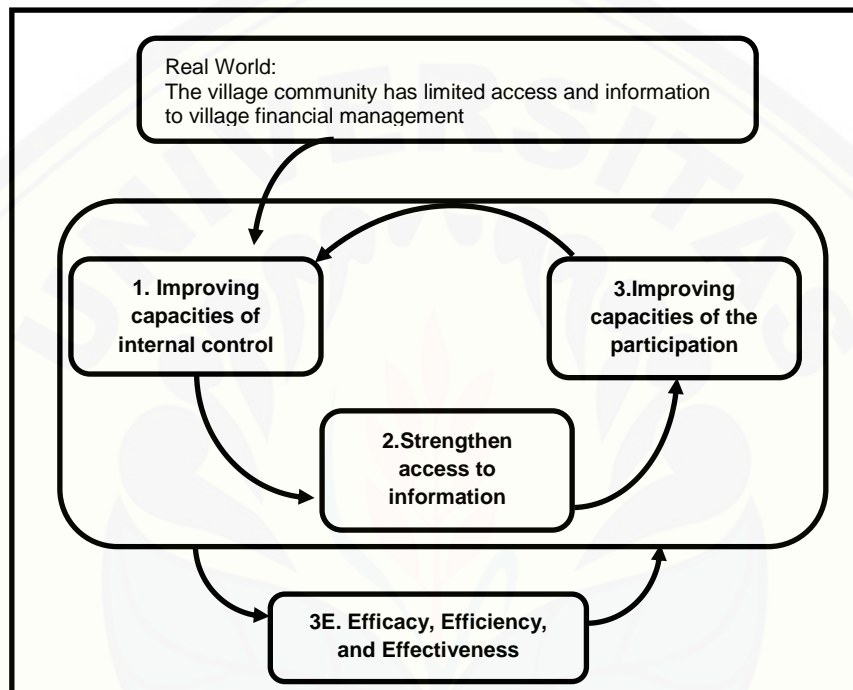 Real World:
The village community has limited access and information
to village financial management
1. Improving
capacities of
internal control
3.Improving
capacities of the
participation
2.Strengthen
access to
information
3E. Efficacy, Efficiency,
and Effectiveness
UNIVERSITAS